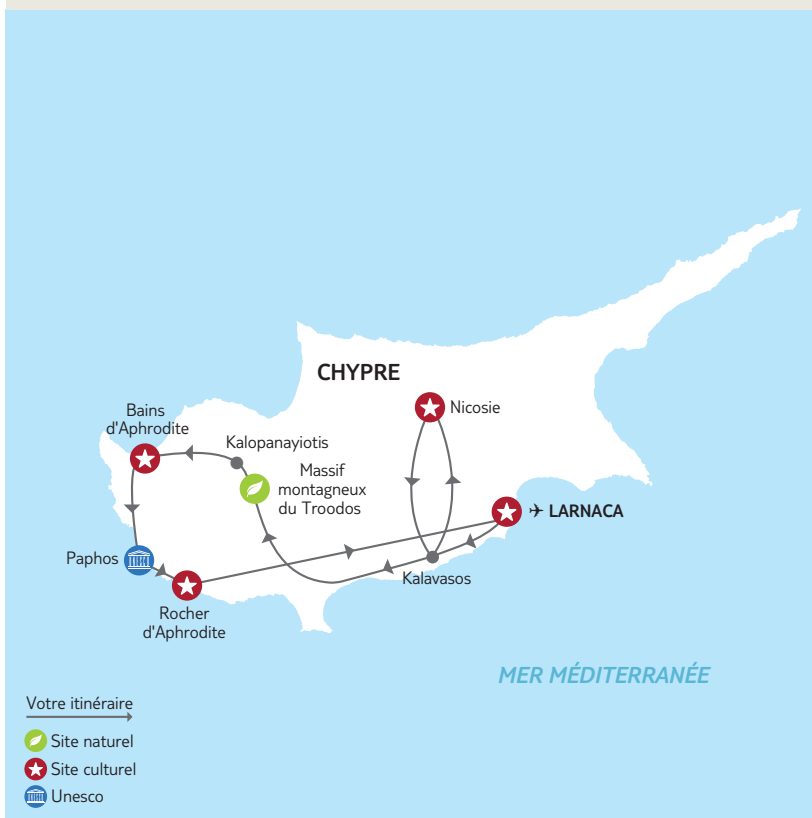 CHYPRE
Nicosie
Bains
d'Aphrodite
Kalopanayiotis
Massif
montagneux
du Troodos
LARNACA
Paphos
Kalavasos
Rocher
d'Aphrodite
MER MÉDITERRANÉE
Votre itinéraire
Site naturel
Site culturel
Unesco